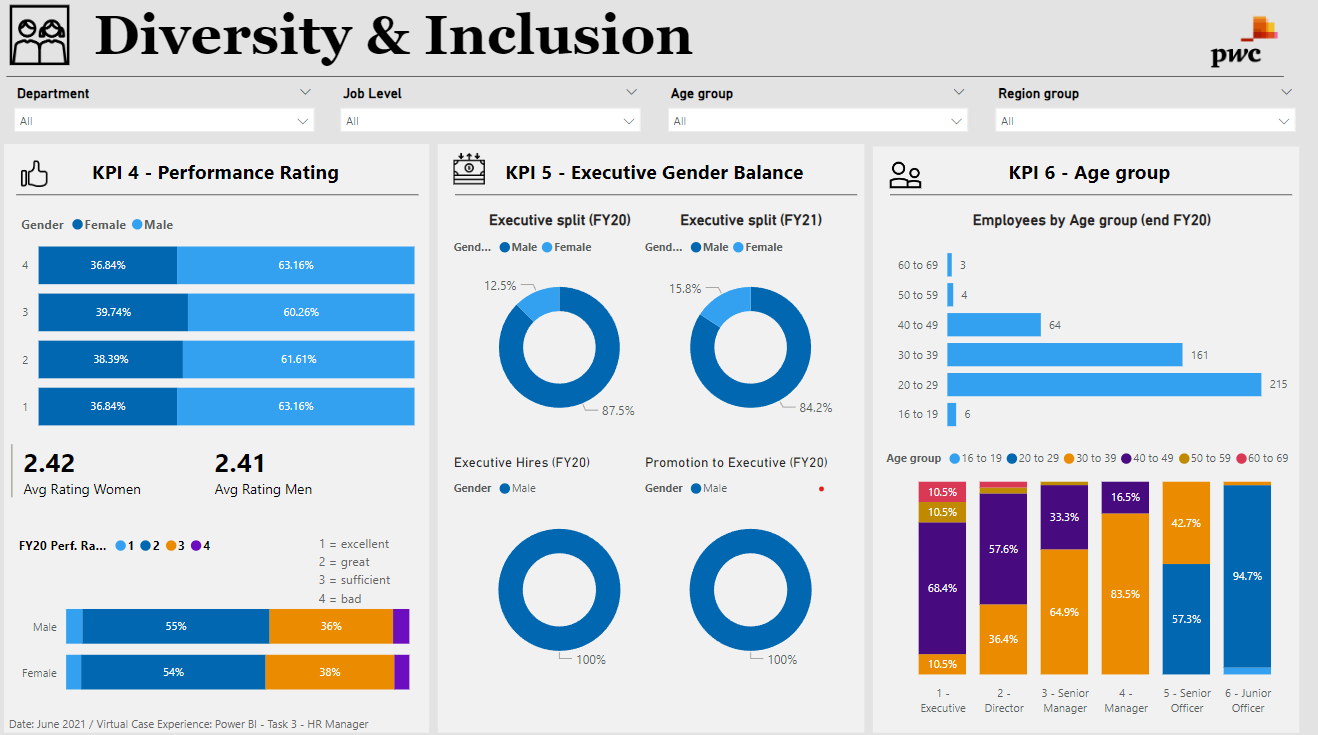 Diversity & Inclusion
pwc
Department
Job Level
Age group
Region group
All
All
All
All
KPI 4 - Performance Rating
Gender Female Male
4 36.84% 63.16%
3 39.74% 60.26%
2 38.39% 61.61%
1 36.84% 63.16%
2.42
2.41
Avg Rating Women
Avg Rating Men
FY20 Perf. Ra... 1 2 3 4
1 = excellent
2 = great
3 = sufficient
4 = bad
Male 55% 36%
Female 54% 38%
Date: June 2021 / Virtual Case Experience: Power BI - Task 3 - HR Manager
KPI 5 - Executive Gender Balance
Executive split (FY20)
Gend... Male Female
12.5%
87.5%
Executive split (FY21)
Gend... Male Female
15.8%
84.2%
Executive Hires (FY20)
Gender Male
100%
Promotion to Executive (FY20)
Gender Male
100%
KPI 6 - Age group
Employees by Age group (end FY20)
60 to 69 3
50 to 59 4
40 to 49 64
30 to 39 161
20 to 29 215
16 to 19 6
Age group 16 to 19 20 to 29 30 to 39 40 to 49 50 to 59 60 to 69
10.5%
10.5%
68.4%
10.5%
57.6%
36.4%
33.3%
64.9%
16.5%
83.5%
42.7%
57.3%
94.7%
1 -
Executive
2 -
Director
3 - Senior
Manager
4 -
Manager
5 - Senior
Officer
6 - Junior
Officer